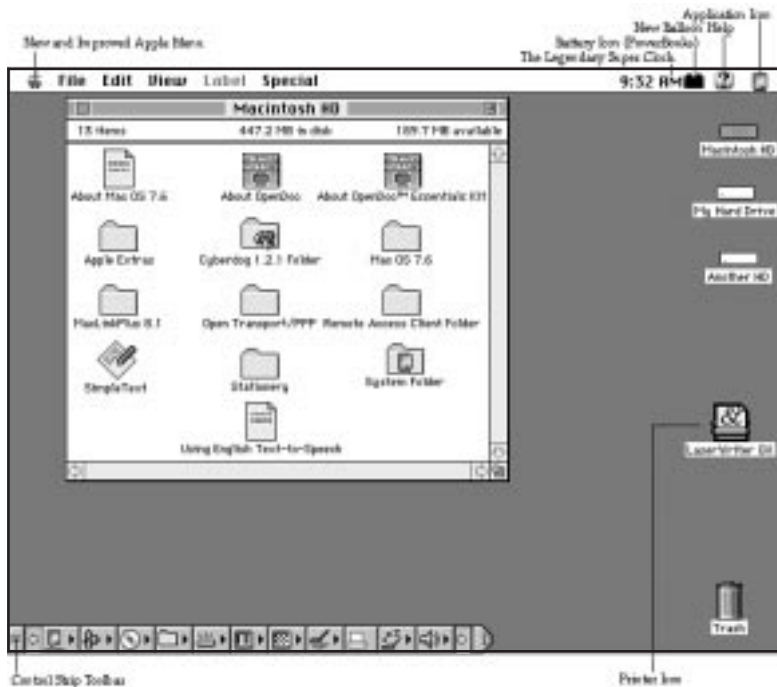 Application Icon
New Balloon Help
New and Improved Apple Menu
Battery Icon (PowerBooks)
The Legendary Super Clock
File Edit View Label Special
9:32 AM
Macintosh HD
13 items 447.2 MB in disk 189.7 MB available
About Mac OS 7.6 About OpenDoc About OpenDoc™ Essentials Kit
Apple Extras Cyberdog 1.2.1 Folder Mac OS 7.6
MacLinkPlus 8.1 Open Transport/PPP Remote Access Client Folder
SimpleText Stationery System Folder
Using English Text-to-Speech
Macintosh HD
My Hard Drive
Another HD
LaserWriter
Trash
Control Strip Toolbar
Printer Icon